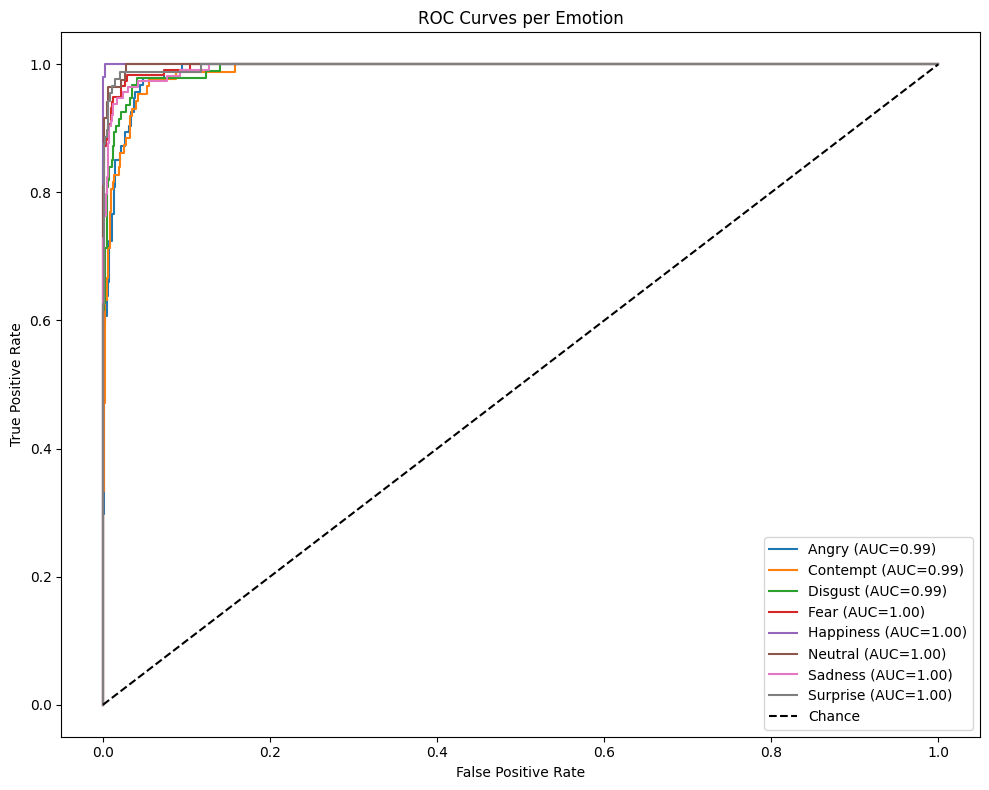 ROC Curves per Emotion
True Positive Rate
1.0
0.8
0.6
0.4
0.2
0.0
0.0 0.2 0.4 0.6 0.8 1.0
False Positive Rate
Angry (AUC=0.99)
Contempt (AUC=0.99)
Disgust (AUC=0.99)
Fear (AUC=1.00)
Happiness (AUC=1.00)
Neutral (AUC=1.00)
Sadness (AUC=1.00)
Surprise (AUC=1.00)
Chance